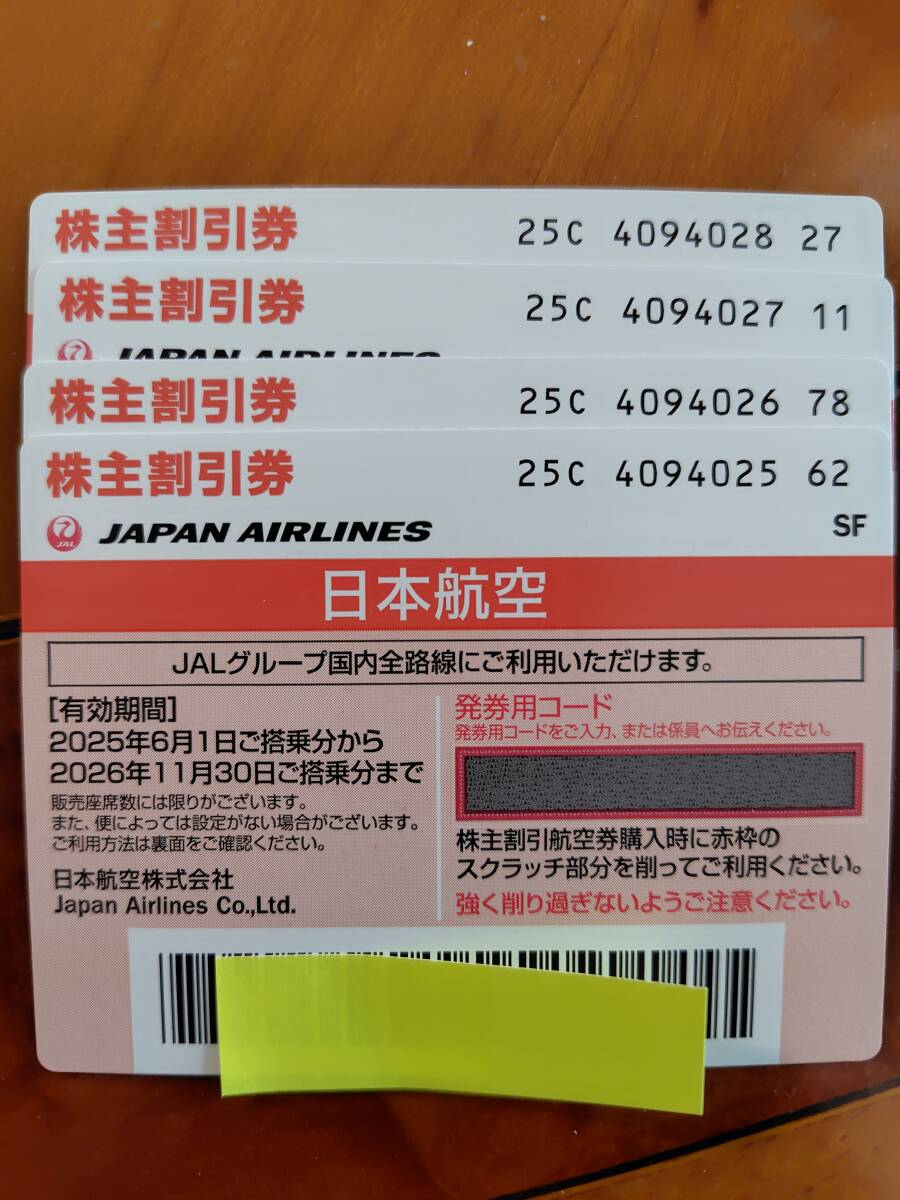 株主割引券 25C 4094028 27
株主割引券 25C 4094027 11
JAPAN AIRLINES
株主割引券 25C 4094026 78
株主割引券 25C 4094025 62
JAL JAPAN AIRLINES SF
日本航空
JALグループ国内全路線にご利用いただけます。
[有効期間]
2025年6月1日ご搭乗分から
2026年11月30日ご搭乗分まで
販売座席数には限りがございます。
また、便によっては設定がない場合がございます。
ご利用方法は裏面をご確認ください。
日本航空株式会社
Japan Airlines Co.,Ltd.
発券用コード
発券用コードをご入力、または係員へお伝えください。
株主割引航空券購入時に赤枠の
スクラッチ部分を削ってご利用ください。
強く削り過ぎないようご注意ください。